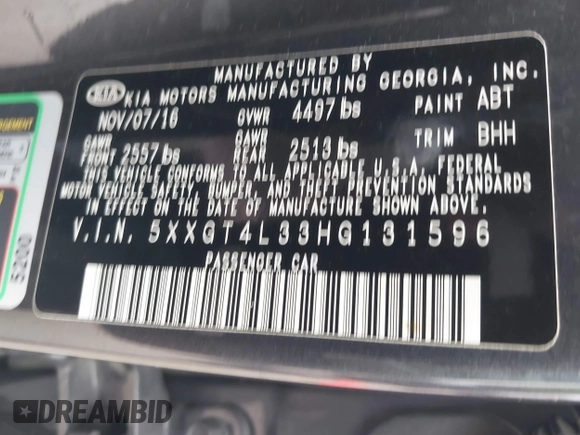 MANUFACTURED BY
KIA KIA MOTORS MANUFACTURING GEORGIA, INC.
NOV/07/16 GVWR 4497 lbs PAINT ABT
GAWR FRONT 2557 lbs GAWR REAR 2513 lbs TRIM BHH
THIS VEHICLE CONFORMS TO ALL APPLICABLE U.S.A. FEDERAL
MOTOR VEHICLE SAFETY, BUMPER, AND THEFT PREVENTION STANDARDS
IN EFFECT ON THE DATE OF MANUFACTURE SHOWN ABOVE.
V.I.N. 5XXGT4L33HG131596
PASSENGER CAR
5200
DREAMBID